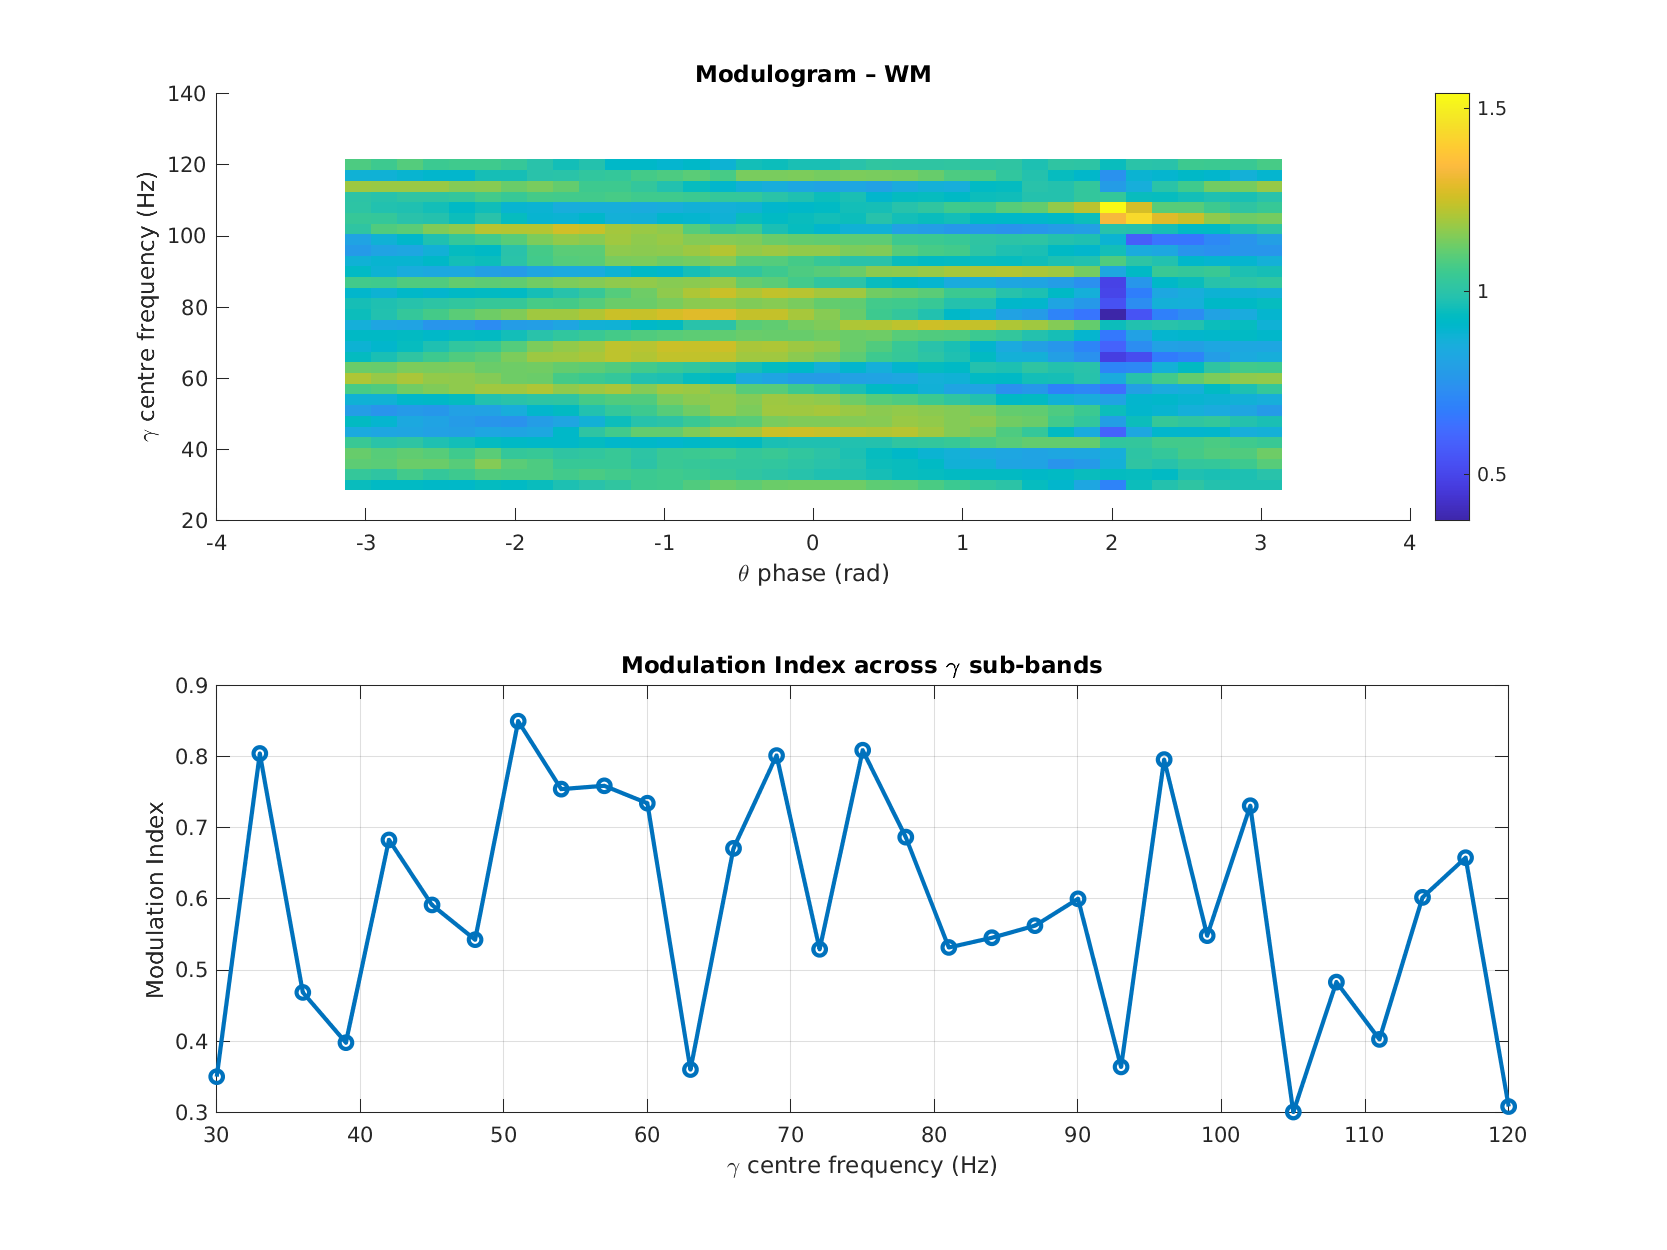 Modulogram – WM
140
120
100
80
60
40
20
γ centre frequency (Hz)
-4 -3 -2 -1 0 1 2 3 4
θ phase (rad)
1.5
1
0.5
Modulation Index across γ sub-bands
0.9
0.8
0.7
0.6
0.5
0.4
0.3
Modulation Index
30 40 50 60 70 80 90 100 110 120
γ centre frequency (Hz)